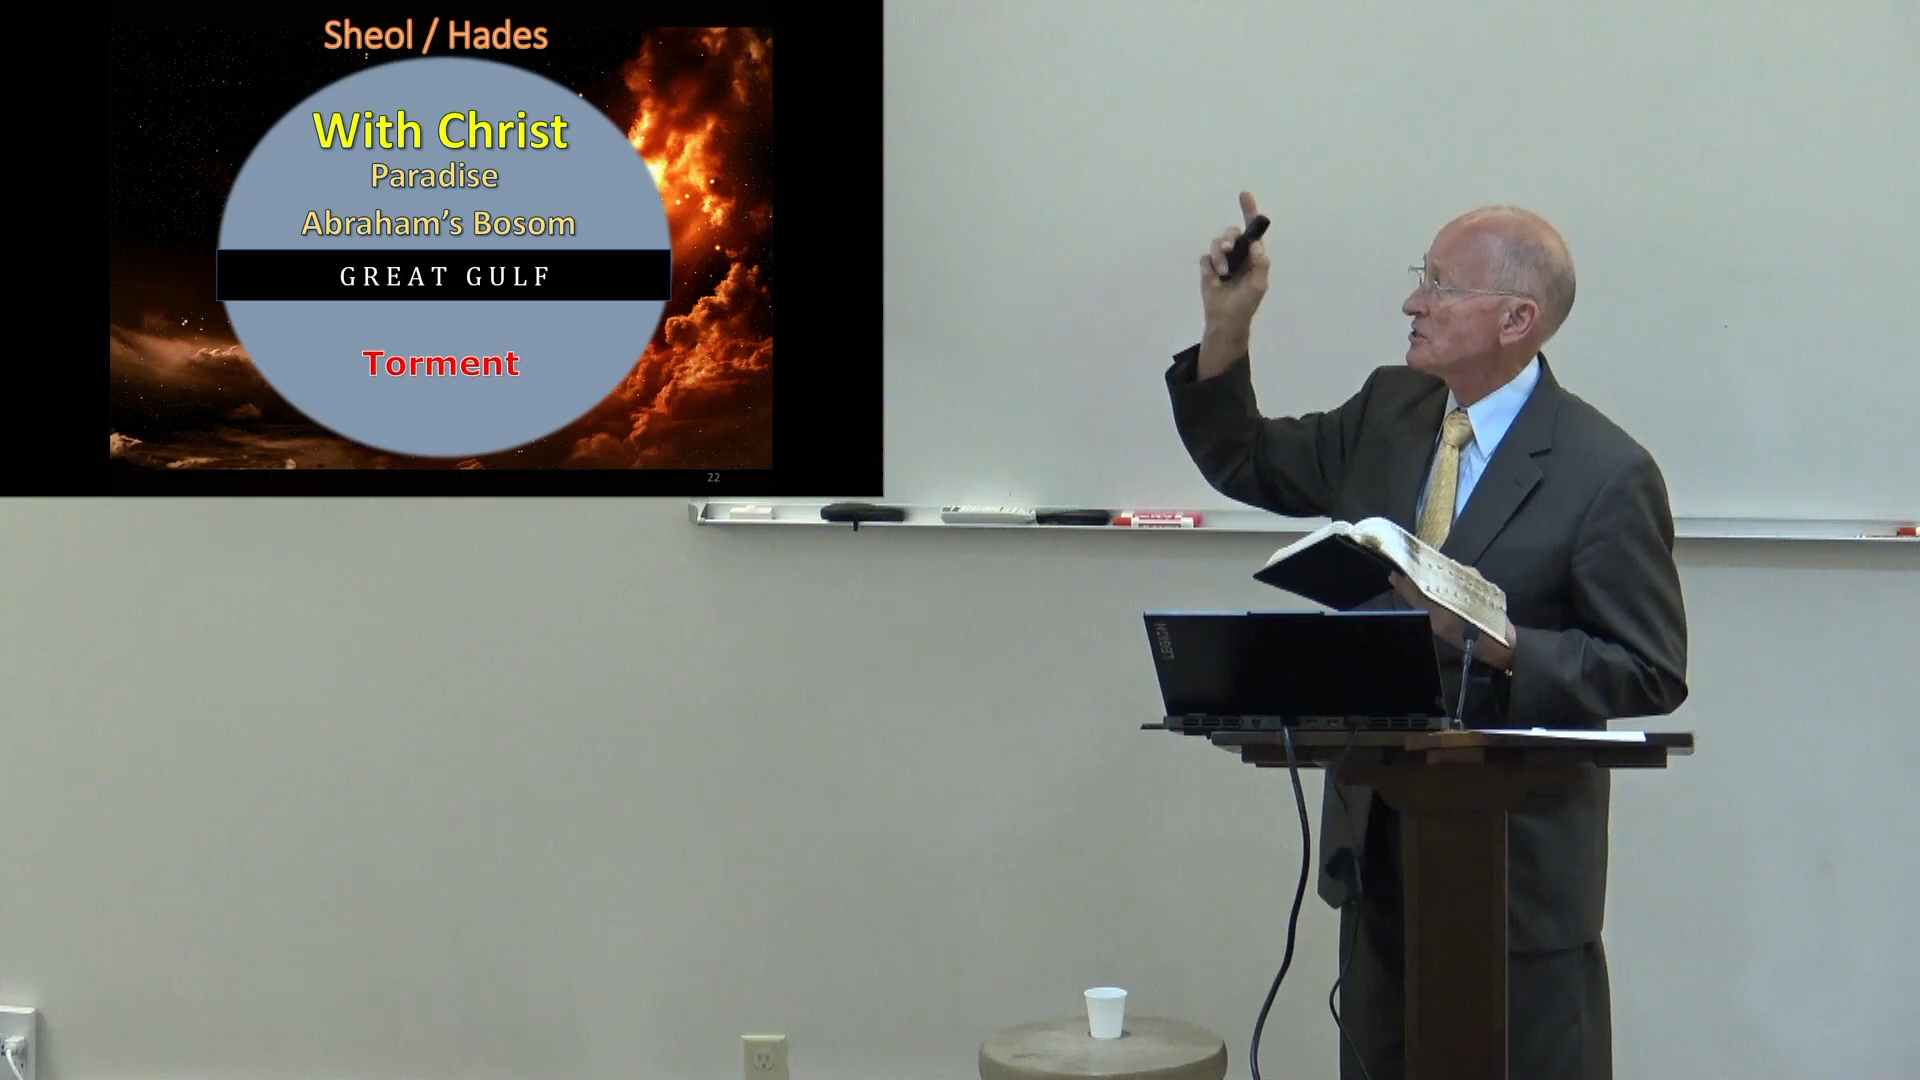 Sheol / Hades
With Christ
Paradise
Abraham's Bosom
GREAT GULF
Torment
22
LEGION